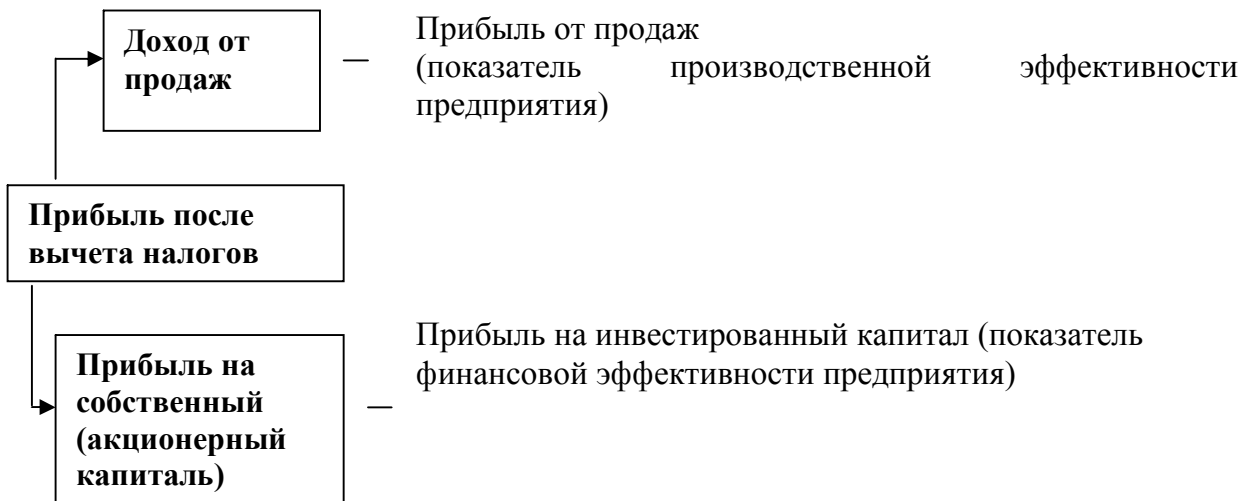 Доход от
продаж
— Прибыль от продаж
(показатель производственной эффективности
предприятия)
Прибыль после
вычета налогов
Прибыль на
собственный
(акционерный
капиталь)
— Прибыль на инвестированный капитал (показатель
финансовой эффективности предприятия)